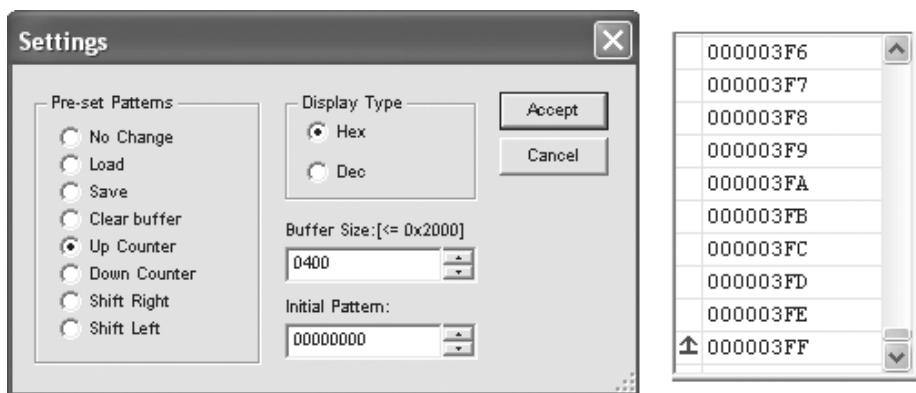 Settings
Pre-set Patterns
No Change
Load
Save
Clear buffer
Up Counter
Down Counter
Shift Right
Shift Left
Display Type
Hex
Dec
Buffer Size:[<= 0x2000]
0400
Initial Pattern:
00000000
Accept
Cancel
000003F6
000003F7
000003F8
000003F9
000003FA
000003FB
000003FC
000003FD
000003FE
000003FF